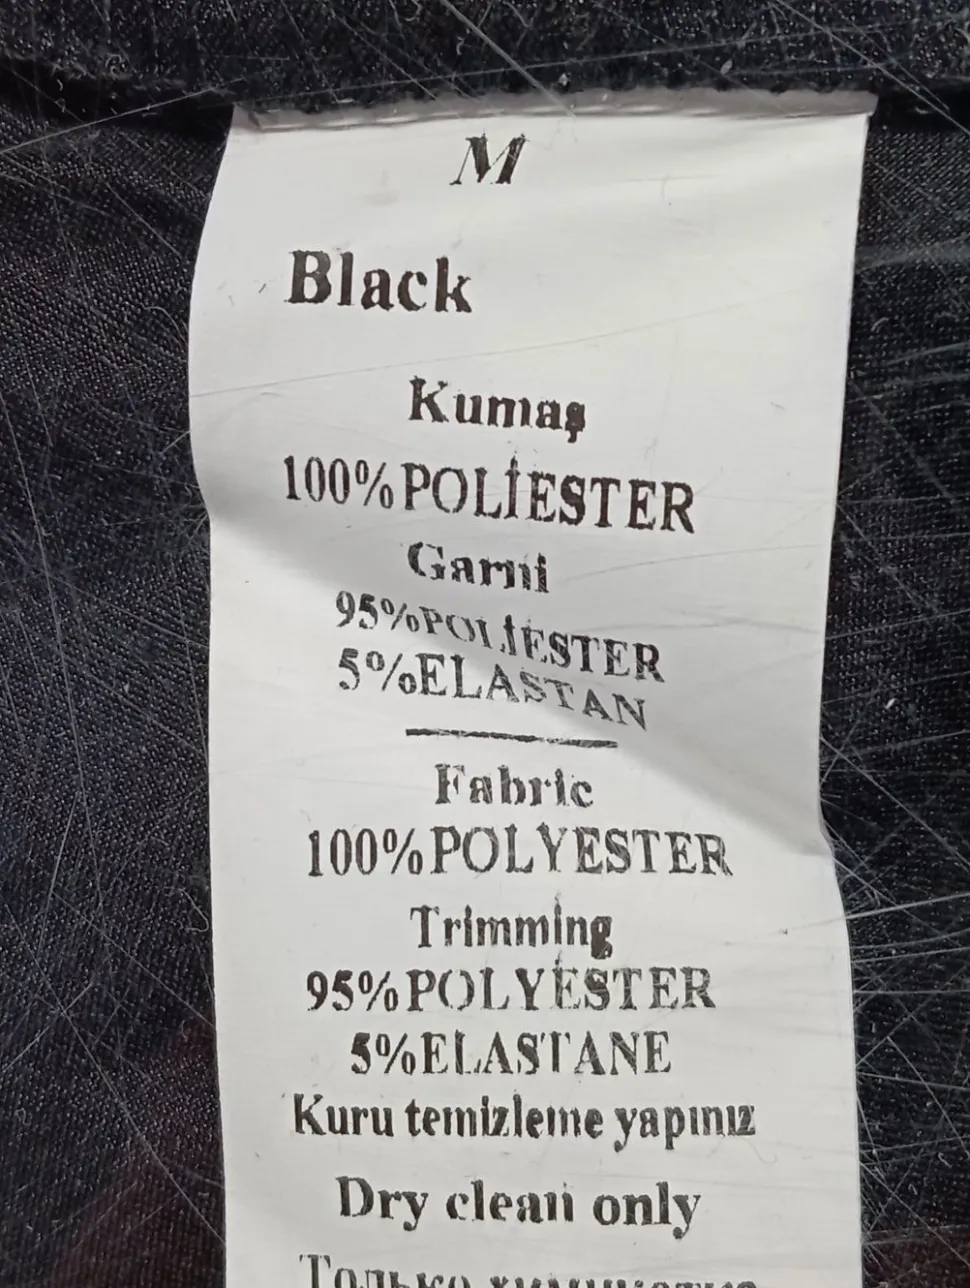 M
Black
Kumaş
100%POLİESTER
Garni
95%POLİESTER
5%ELASTAN
Fabric
100%POLYESTER
Trimming
95%POLYESTER
5%ELASTANE
Kuru temizleme yapınız
Dry clean only
Только